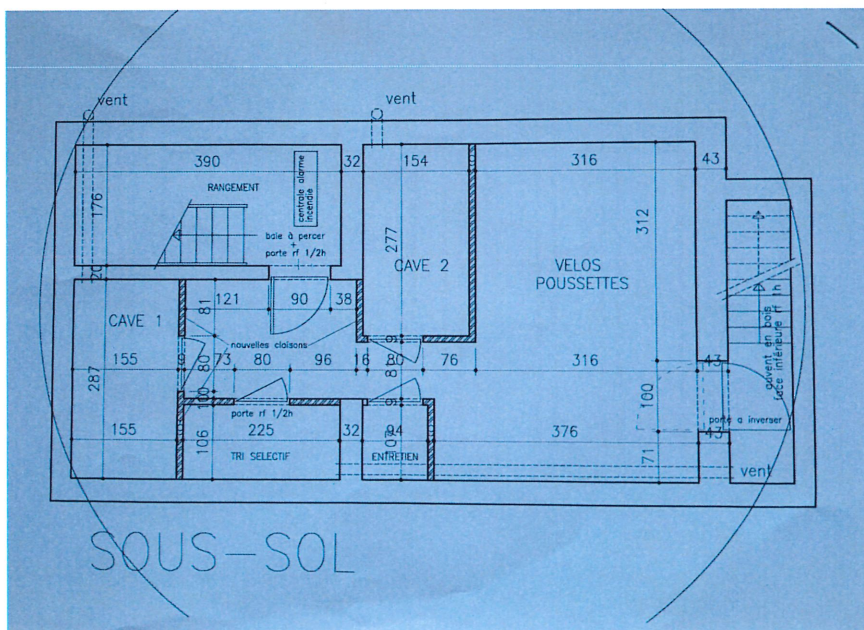 vent
vent
390
32
154
316
43
RANGEMENT
centrale alarme
incendie
176
baie à percer
+
porte rf 1/2h
277
312
CAVE 2
VELOS
POUSSETTES
20
CAVE 1
81
121
90
38
nouvelles cloisons
auvent en bois
face inférieure rf 1h
155
80
73
80
96
16
80
76
316
43
287
100
100
porte rf 1/2h
porte a inverser
155
106
225
32
94
376
43
TRI SELECTIF
ENTRETIEN
71
vent
SOUS-SOL